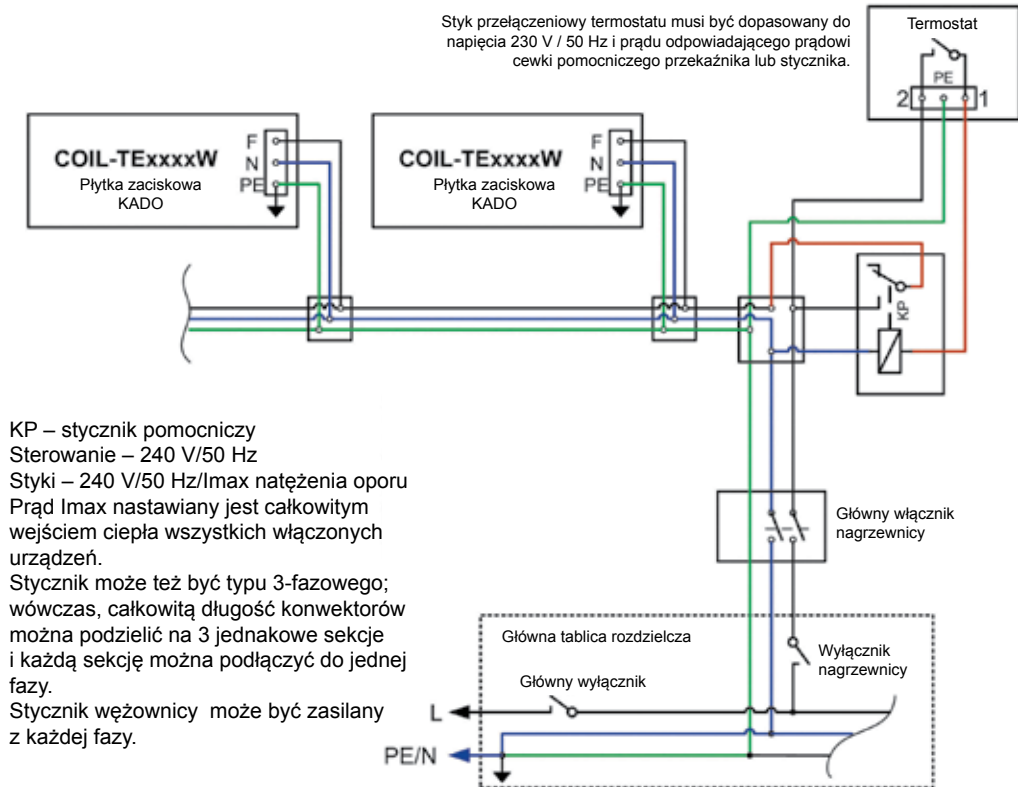 Styk przełączeniowy termostatu musi być dopasowany do
napięcia 230 V / 50 Hz i prądu odpowiadającego prądowi
cewki pomocniczego przekaźnika lub stycznika.
Termostat
PE
2
1
COIL-TExxxxW
Płytka zaciskowa
KADO
F
N
PE
COIL-TExxxxW
Płytka zaciskowa
KADO
F
N
PE
KP
KP – stycznik pomocniczy
Sterowanie – 240 V/50 Hz
Styki – 240 V/50 Hz/Imax natężenia oporu
Prąd Imax nastawiany jest całkowitym
wejściem ciepła wszystkich włączonych
urządzeń.
Stycznik może też być typu 3-fazowego;
wówczas, całkowitą długość konwektorów
można podzielić na 3 jednakowe sekcje
i każdą sekcję można podłączyć do jednej
fazy.
Stycznik wężownicy może być zasilany
z każdej fazy.
Główny włącznik
nagrzewnicy
Główna tablica rozdzielcza
Wyłącznik
nagrzewnicy
Główny wyłącznik
L
PE/N